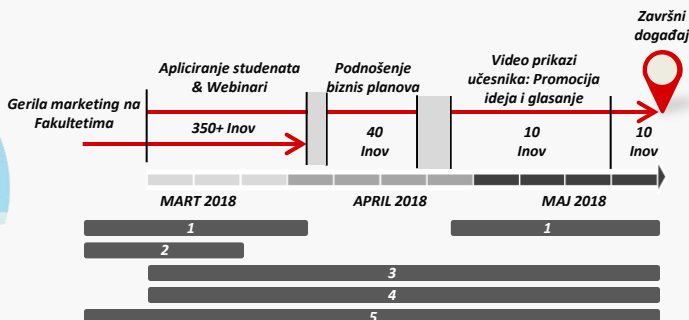 Završni
događaj
Apliciranje studenata
& Webinari
Podnošenje
biznis planova
Video prikazi
učesnika: Promocija
ideja i glasanje
Gerila marketing na
Fakultetima
350+ Inov
40
Inov
10
Inov
10
Inov
MART 2018
APRIL 2018
MAJ 2018
1
1
2
3
4
5